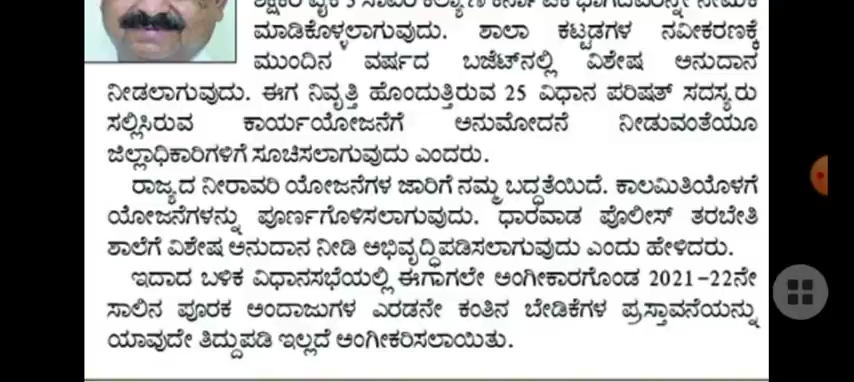 ಮಾಡಿಕೊಳ್ಳಲಾಗುವುದು. ಶಾಲಾ ಕಟ್ಟಡಗಳ ನವೀಕರಣಕ್ಕೆ
ಮುಂದಿನ ವರ್ಷದ ಬಜೆಟ್‌ನಲ್ಲಿ ವಿಶೇಷ ಅನುದಾನ
ನೀಡಲಾಗುವುದು. ಈಗ ನಿವೃತ್ತಿ ಹೊಂದುತ್ತಿರುವ 25 ವಿಧಾನ ಪರಿಷತ್ ಸದಸ್ಯರು
ಸಲ್ಲಿಸಿರುವ ಕಾರ್ಯಯೋಜನೆಗೆ ಅನುಮೋದನೆ ನೀಡುವಂತೆಯೂ
ಜಿಲ್ಲಾಧಿಕಾರಿಗಳಿಗೆ ಸೂಚಿಸಲಾಗುವುದು ಎಂದರು.
ರಾಜ್ಯದ ನೀರಾವರಿ ಯೋಜನೆಗಳ ಜಾರಿಗೆ ನಮ್ಮ ಬದ್ಧತೆಯಿದೆ. ಕಾಲಮಿತಿಯೊಳಗೆ
ಯೋಜನೆಗಳನ್ನು ಪೂರ್ಣಗೊಳಿಸಲಾಗುವುದು. ಧಾರವಾಡ ಪೊಲೀಸ್ ತರಬೇತಿ
ಶಾಲೆಗೆ ವಿಶೇಷ ಅನುದಾನ ನೀಡಿ ಅಭಿವೃದ್ಧಿಪಡಿಸಲಾಗುವುದು ಎಂದು ಹೇಳಿದರು.
ಇದಾದ ಬಳಿಕ ವಿಧಾನಸಭೆಯಲ್ಲಿ ಈಗಾಗಲೇ ಅಂಗೀಕಾರಗೊಂಡ 2021-22ನೇ
ಸಾಲಿನ ಪೂರಕ ಅಂದಾಜುಗಳ ಎರಡನೇ ಕಂತಿನ ಬೇಡಿಕೆಗಳ ಪ್ರಸ್ತಾವನೆಯನ್ನು
ಯಾವುದೇ ತಿದ್ದುಪಡಿ ಇಲ್ಲದೆ ಅಂಗೀಕರಿಸಲಾಯಿತು.